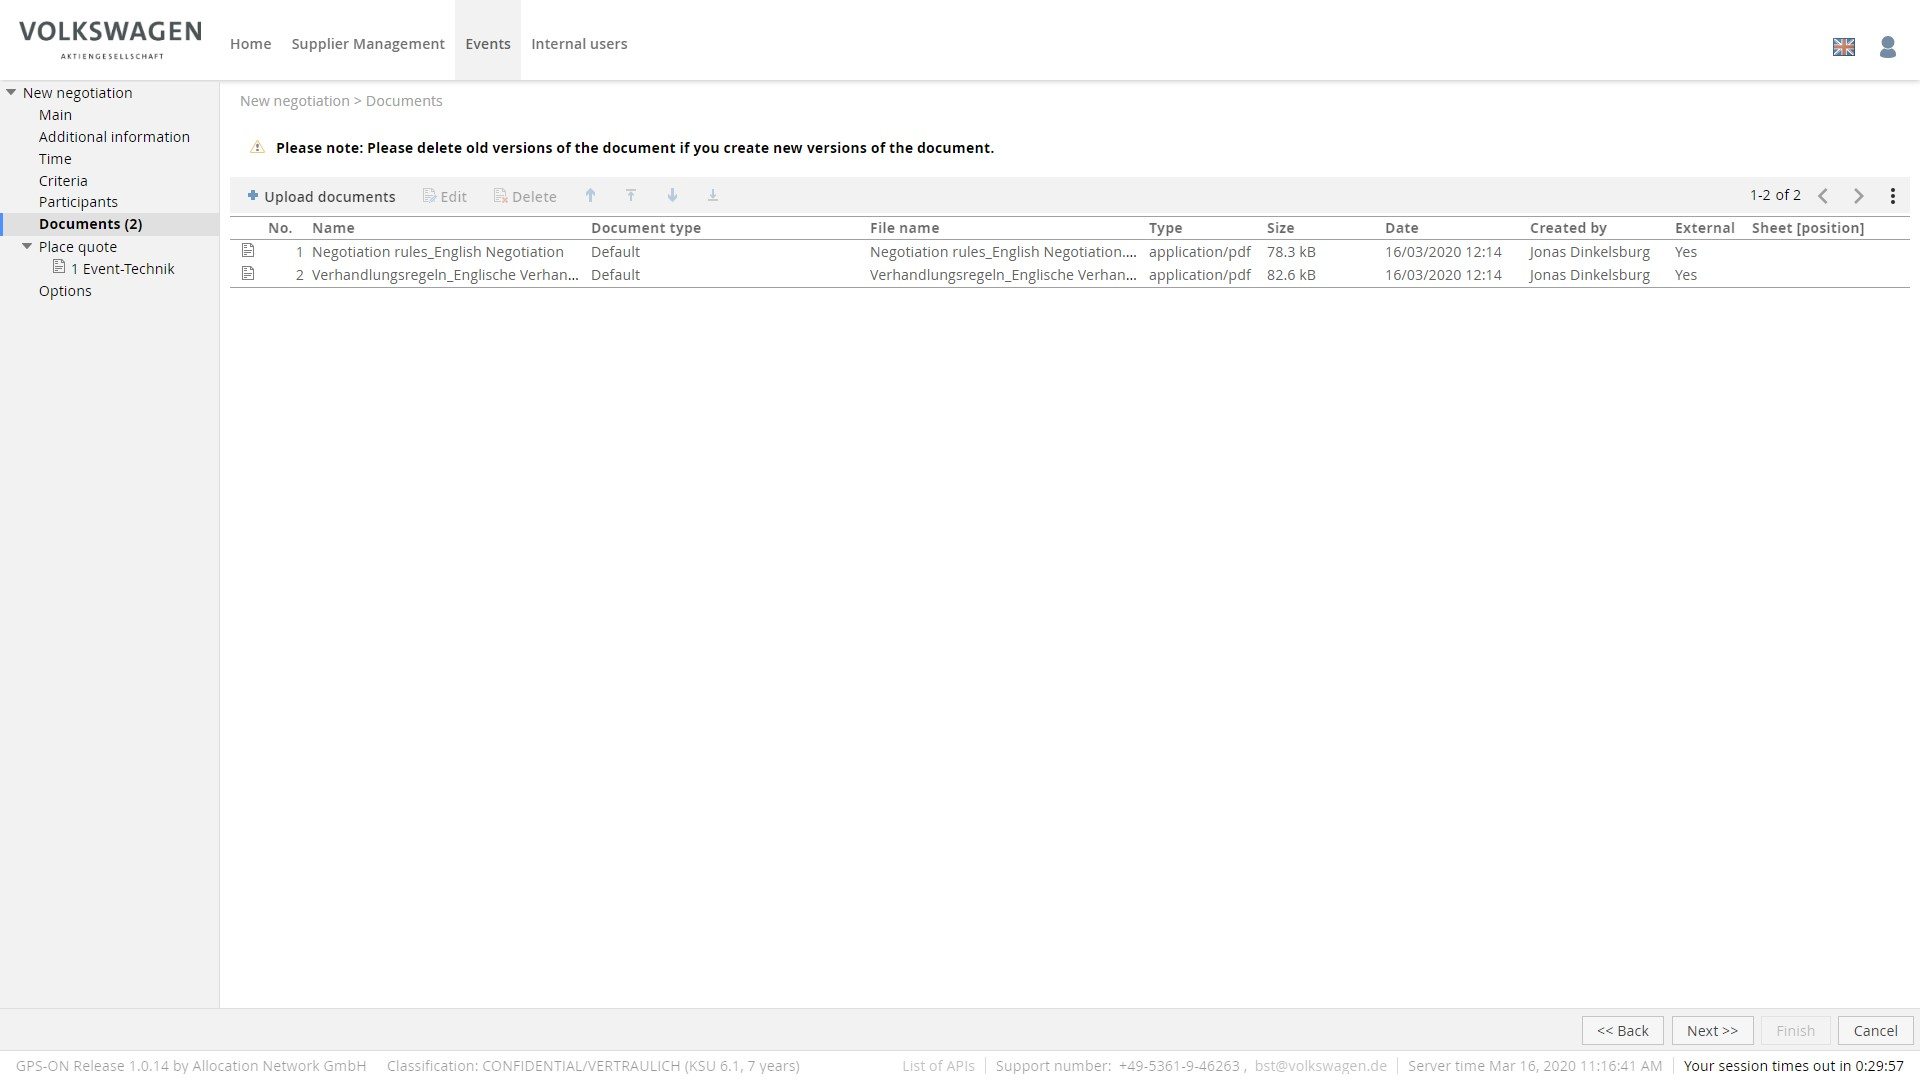 VOLKSWAGEN
AKTIENGESELLSCHAFT
Home Supplier Management Events Internal users
New negotiation
Main
Additional information
Time
Criteria
Participants
Documents (2)
Place quote
1 Event-Technik
Options
New negotiation > Documents
Please note: Please delete old versions of the document if you create new versions of the document.
Upload documents Edit Delete 1-2 of 2
No. Name Document type File name Type Size Date Created by External Sheet [position]
1 Negotiation rules_English Negotiation Default Negotiation rules_English Negotiation.... application/pdf 78.3 kB 16/03/2020 12:14 Jonas Dinkelsburg Yes
2 Verhandlungsregeln_Englische Verhan... Default Verhandlungsregeln_Englische Verhan... application/pdf 82.6 kB 16/03/2020 12:14 Jonas Dinkelsburg Yes
<< Back Next >> Finish Cancel
GPS-ON Release 1.0.14 by Allocation Network GmbH Classification: CONFIDENTIAL/VERTRAULICH (KSU 6.1, 7 years) List of APIs Support number: +49-5361-9-46263 , bst@volkswagen.de Server time Mar 16, 2020 11:16:41 AM Your session times out in 0:29:57